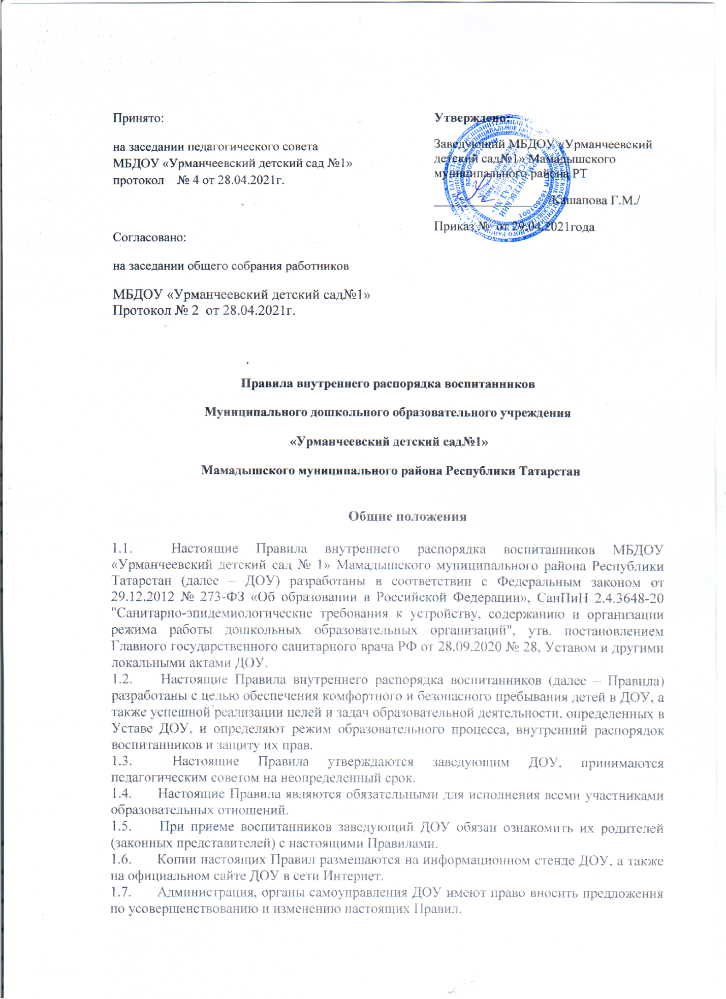 Принято:
на заседании педагогического совета
МБДОУ «Урманчеевский детский сад №1»
протокол № 4 от 28.04.2021г.
Согласовано:
на заседании общего собрания работников
МБДОУ «Урманчеевский детский сад№1»
Протокол № 2 от 28.04.2021г.
Утверждено:
Заведующий МБДОУ «Урманчеевский
детский сад№1» Мамадышского
муниципального района РТ
/Кашапова Г.М./
Приказ № от 29.04.2021года
Правила внутреннего распорядка воспитанников
Муниципального дошкольного образовательного учреждения
«Урманчеевский детский сад№1»
Мамадышского муниципального района Республики Татарстан
Общие положения
1.1. Настоящие Правила внутреннего распорядка воспитанников МБДОУ
«Урманчеевский детский сад № 1» Мамадышского муниципального района Республики
Татарстан (далее – ДОУ) разработаны в соответствии с Федеральным законом от
29.12.2012 № 273-ФЗ «Об образовании в Российской Федерации», СанПиН 2.4.3648-20
"Санитарно-эпидемиологические требования к устройству, содержанию и организации
режима работы дошкольных образовательных организаций", утв. постановлением
Главного государственного санитарного врача РФ от 28.09.2020 № 28, Уставом и другими
локальными актами ДОУ.
1.2. Настоящие Правила внутреннего распорядка воспитанников (далее – Правила)
разработаны с целью обеспечения комфортного и безопасного пребывания детей в ДОУ, а
также успешной реализации целей и задач образовательной деятельности, определенных в
Уставе ДОУ, и определяют режим образовательного процесса, внутренний распорядок
воспитанников и защиту их прав.
1.3. Настоящие Правила утверждаются заведующим ДОУ, принимаются
педагогическим советом на неопределенный срок.
1.4. Настоящие Правила являются обязательными для исполнения всеми участниками
образовательных отношений.
1.5. При приеме воспитанников заведующий ДОУ обязан ознакомить их родителей
(законных представителей) с настоящими Правилами.
1.6. Копии настоящих Правил размещаются на информационном стенде ДОУ, а также
на официальном сайте ДОУ в сети Интернет.
1.7. Администрация, органы самоуправления ДОУ имеют право вносить предложения
по усовершенствованию и изменению настоящих Правил.